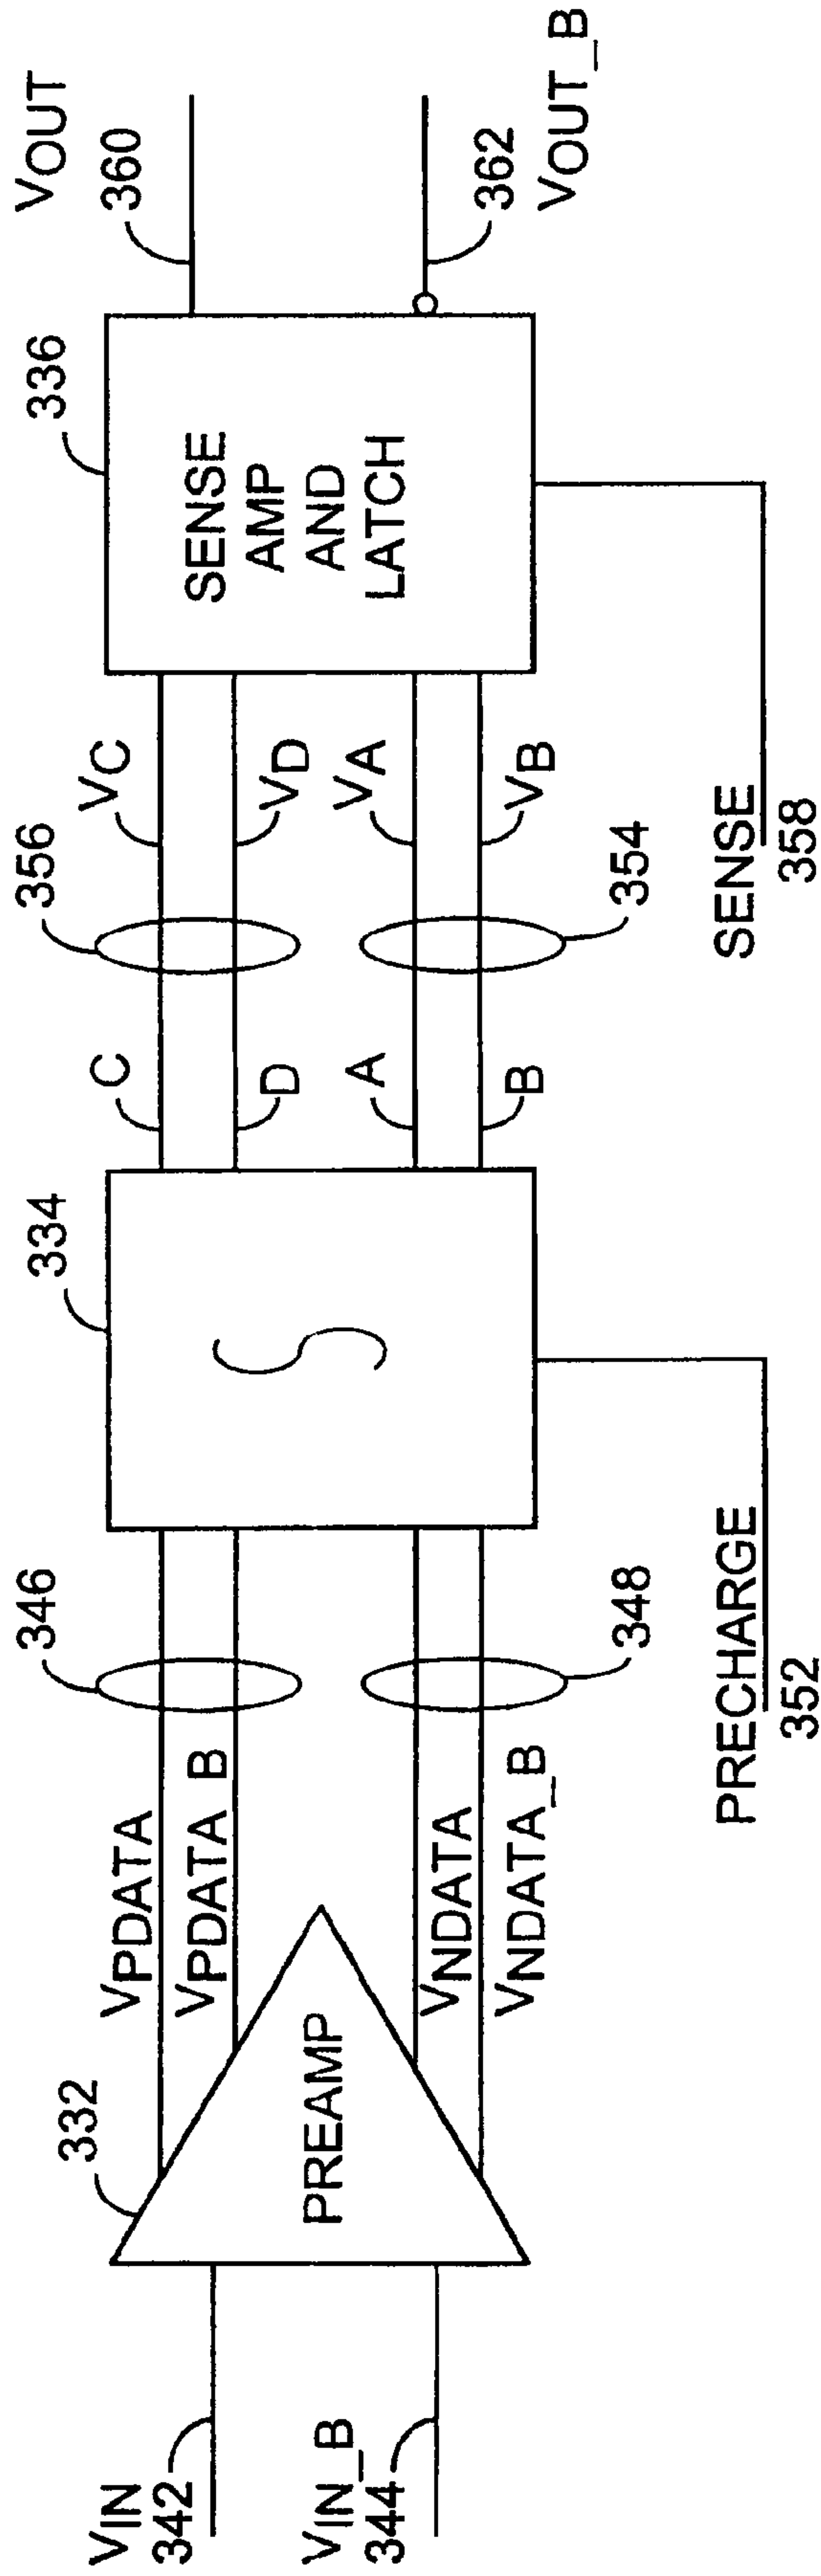 VIN
342
VIN_B
344
332
PREAMP
VPDATA
VPDATA_B
VNDATA
VNDATA_B
346
348
PRECHARGE
352
334
∫
C
D
A
B
356
354
VC
VD
VA
VB
SENSE
358
336
SENSE
AMP
AND
LATCH
VOUT
360
362
VOUT_B